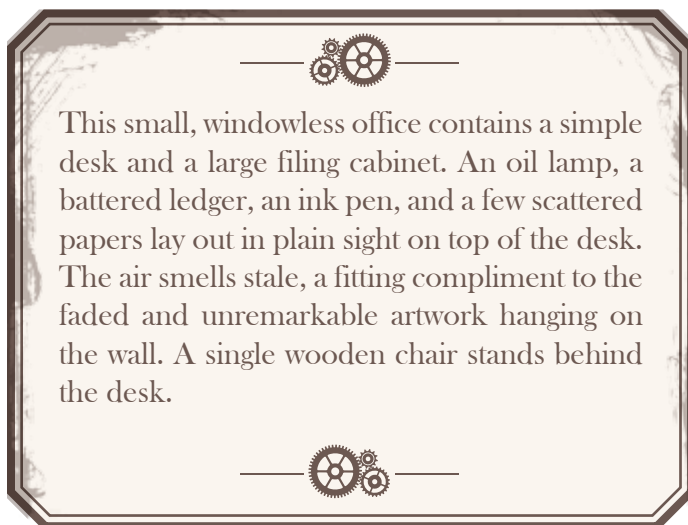 This small, windowless office contains a simple
desk and a large filing cabinet. An oil lamp, a
battered ledger, an ink pen, and a few scattered
papers lay out in plain sight on top of the desk.
The air smells stale, a fitting compliment to the
faded and unremarkable artwork hanging on
the wall. A single wooden chair stands behind
the desk.